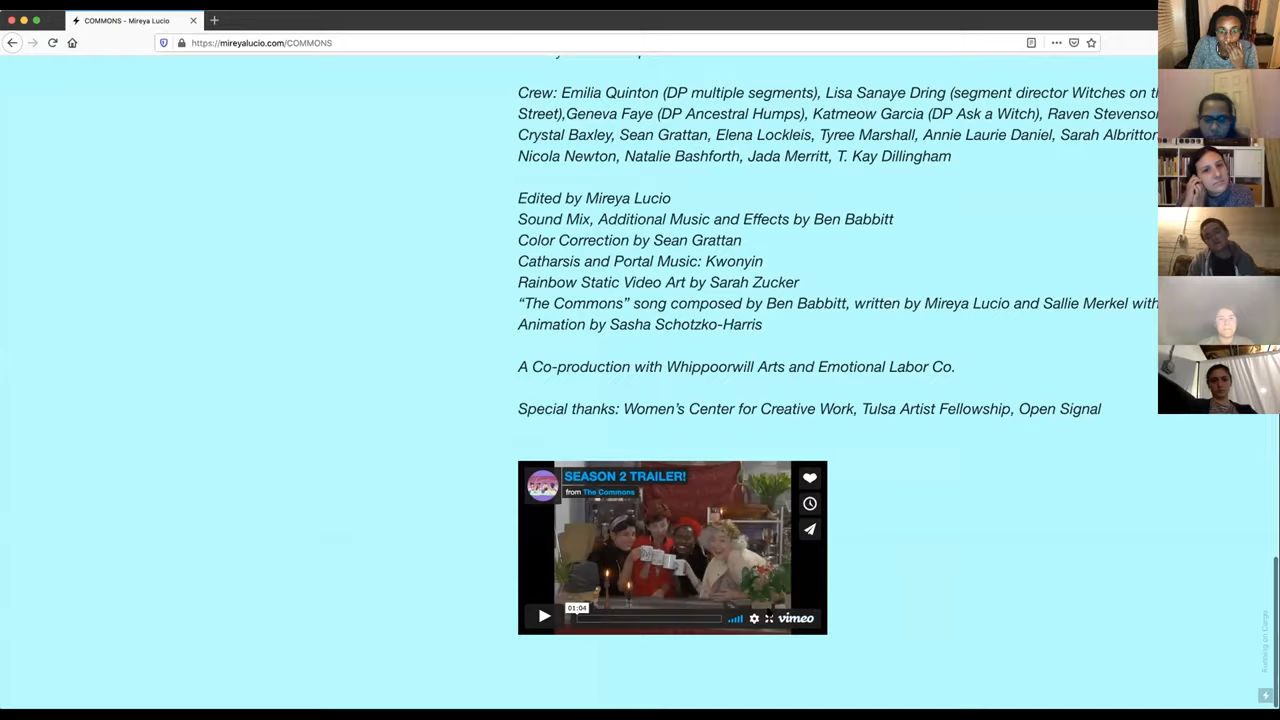 COMMONS - Mireya Lucio
https://mireyalucio.com/COMMONS
Crew: Emilia Quinton (DP multiple segments), Lisa Sanaye Dring (segment director Witches on th
Street),Geneva Faye (DP Ancestral Humps), Katmeow Garcia (DP Ask a Witch), Raven Stevenson
Crystal Baxley, Sean Grattan, Elena Lockleis, Tyree Marshall, Annie Laurie Daniel, Sarah Albritton
Nicola Newton, Natalie Bashforth, Jada Merritt, T. Kay Dillingham
Edited by Mireya Lucio
Sound Mix, Additional Music and Effects by Ben Babbitt
Color Correction by Sean Grattan
Catharsis and Portal Music: Kwonyin
Rainbow Static Video Art by Sarah Zucker
“The Commons” song composed by Ben Babbitt, written by Mireya Lucio and Sallie Merkel with
Animation by Sasha Schotzko-Harris
A Co-production with Whippoorwill Arts and Emotional Labor Co.
Special thanks: Women’s Center for Creative Work, Tulsa Artist Fellowship, Open Signal
SEASON 2 TRAILER!
from The Commons
01:04
vimeo
Running on Cargo